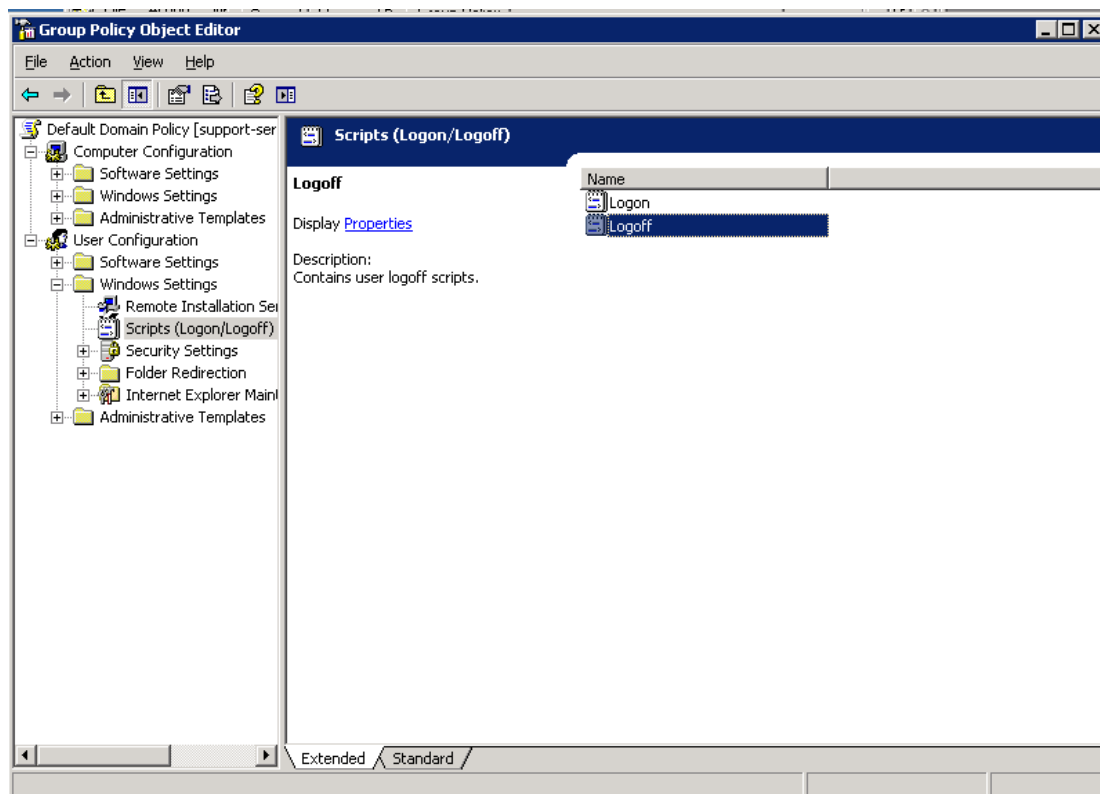 Group Policy Object Editor
File Action View Help
Default Domain Policy [support-ser
Computer Configuration
Software Settings
Windows Settings
Administrative Templates
User Configuration
Software Settings
Windows Settings
Remote Installation Ser
Scripts (Logon/Logoff)
Security Settings
Folder Redirection
Internet Explorer Maint
Administrative Templates
Scripts (Logon/Logoff)
Logoff
Display Properties
Description:
Contains user logoff scripts.
Name
Logon
Logoff
Extended Standard